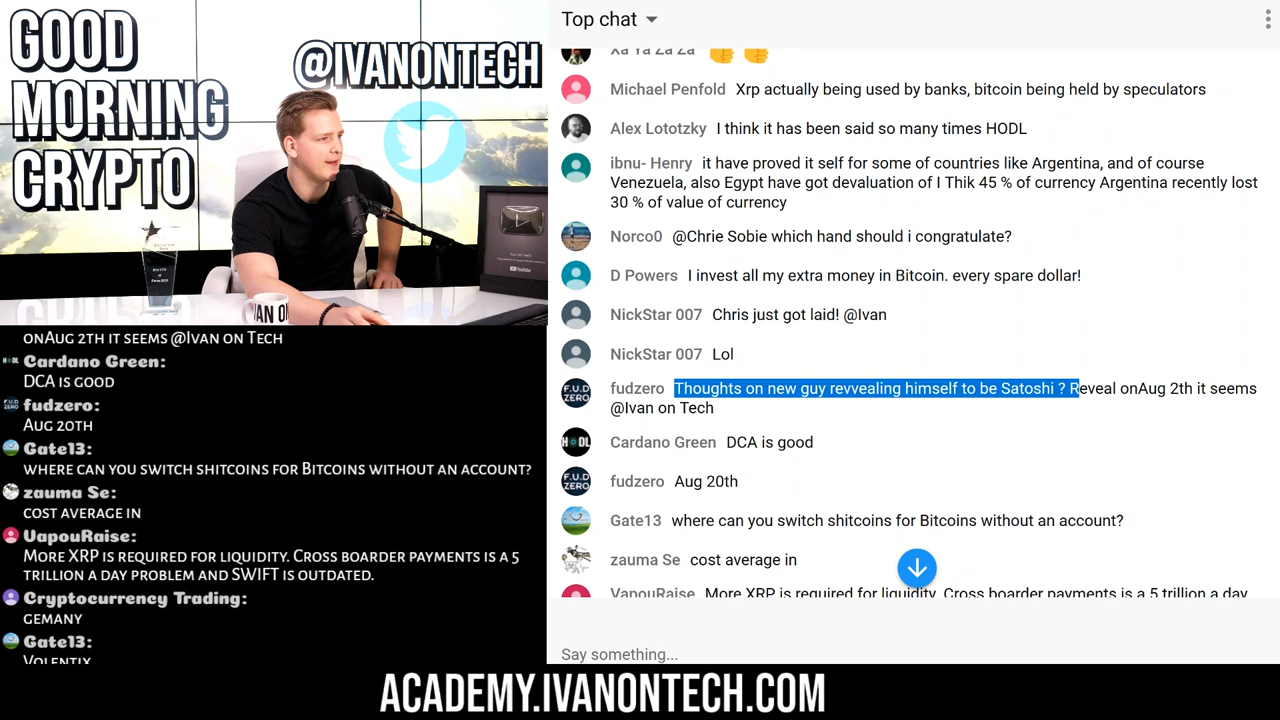 GOOD
MORNING
CRYPTO
@IVANONTECH
onAug 2th it seems @Ivan on Tech
Cardano Green:
DCA is good
fudzero:
Aug 20th
Gate13:
where can you switch shitcoins for Bitcoins without an account?
zauma Se:
cost average in
VapouRaise:
More XRP is required for liquidity. Cross boarder payments is a 5
trillion a day problem and SWIFT is outdated.
Cryptocurrency Trading:
gemany
Gate13:
Volentix
Top chat
Xa Ya Za Za
Michael Penfold Xrp actually being used by banks, bitcoin being held by speculators
Alex Lototzky I think it has been said so many times HODL
ibnu- Henry it have proved it self for some of countries like Argentina, and of course
Venezuela, also Egypt have got devaluation of I Thik 45 % of currency Argentina recently lost
30 % of value of currency
Norco0 @Chrie Sobie which hand should i congratulate?
D Powers I invest all my extra money in Bitcoin. every spare dollar!
NickStar 007 Chris just got laid! @Ivan
NickStar 007 Lol
fudzero Thoughts on new guy revvealing himself to be Satoshi ? Reveal onAug 2th it seems
@Ivan on Tech
Cardano Green DCA is good
fudzero Aug 20th
Gate13 where can you switch shitcoins for Bitcoins without an account?
zauma Se cost average in
VapouRaise More XRP is required for liquidity. Cross boarder payments is a 5 trillion a day
Say something...
ACADEMY.IVANONTECH.COM